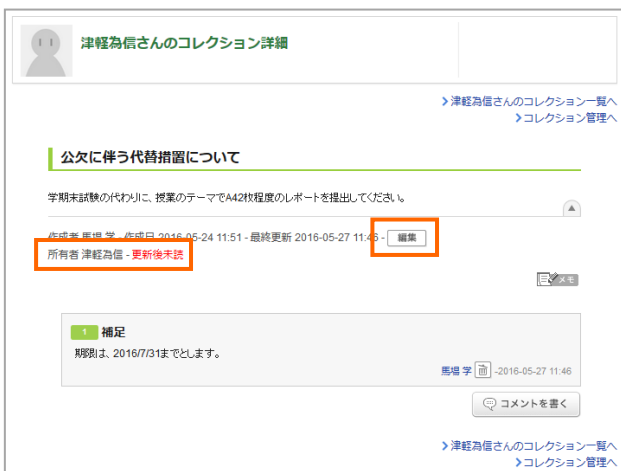 津軽為信さんのコレクション詳細
津軽為信さんのコレクション一覧へ
コレクション管理へ
公欠に伴う代替措置について
学期末試験の代わりに、授業のテーマでA42枚程度のレポートを提出してください。
作成者 馬場 学 - 作成日 2016-05-24 11:51 - 最終更新 2016-05-27 11:46 - 編集
所有者 津軽為信 - 更新後未読
メモ
1 補足
期限は、2016/7/31までとします。
馬場 学 -2016-05-27 11:46
コメントを書く
津軽為信さんのコレクション一覧へ
コレクション管理へ